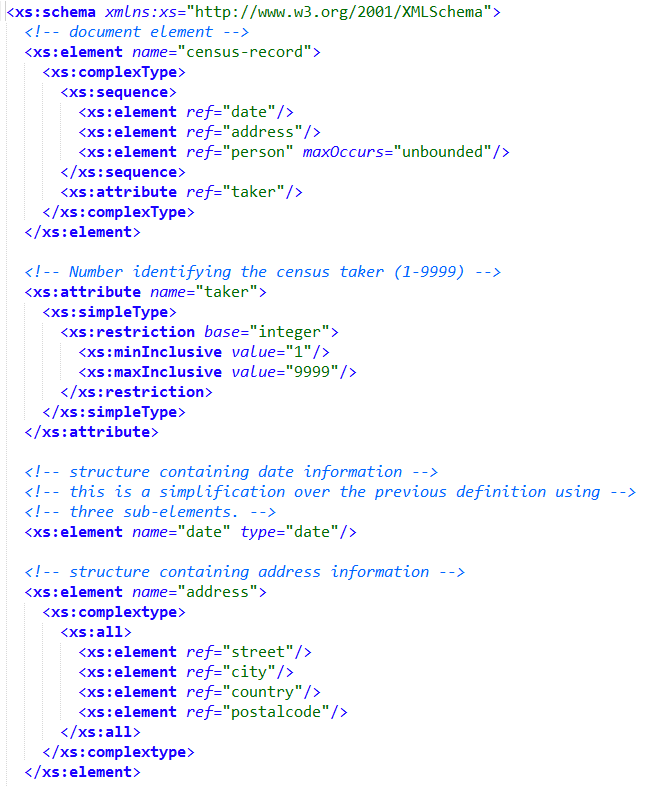 <xs:schema xmlns:xs="http://www.w3.org/2001/XMLSchema">
  <!-- document element -->
  <xs:element name="census-record">
    <xs:complexType>
      <xs:sequence>
        <xs:element ref="date"/>
        <xs:element ref="address"/>
        <xs:element ref="person" maxOccurs="unbounded"/>
      </xs:sequence>
      <xs:attribute ref="taker"/>
    </xs:complexType>
  </xs:element>

  <!-- Number identifying the census taker (1-9999) -->
  <xs:attribute name="taker">
    <xs:simpleType>
      <xs:restriction base="integer">
        <xs:minInclusive value="1"/>
        <xs:maxInclusive value="9999"/>
      </xs:restriction>
    </xs:simpleType>
  </xs:attribute>

  <!-- structure containing date information -->
  <!-- this is a simplification over the previous definition using -->
  <!-- three sub-elements. -->
  <xs:element name="date" type="date"/>

  <!-- structure containing address information -->
  <xs:element name="address">
    <xs:complextype>
      <xs:all>
        <xs:element ref="street"/>
        <xs:element ref="city"/>
        <xs:element ref="country"/>
        <xs:element ref="postalcode"/>
      </xs:all>
    </xs:complextype>
  </xs:element>